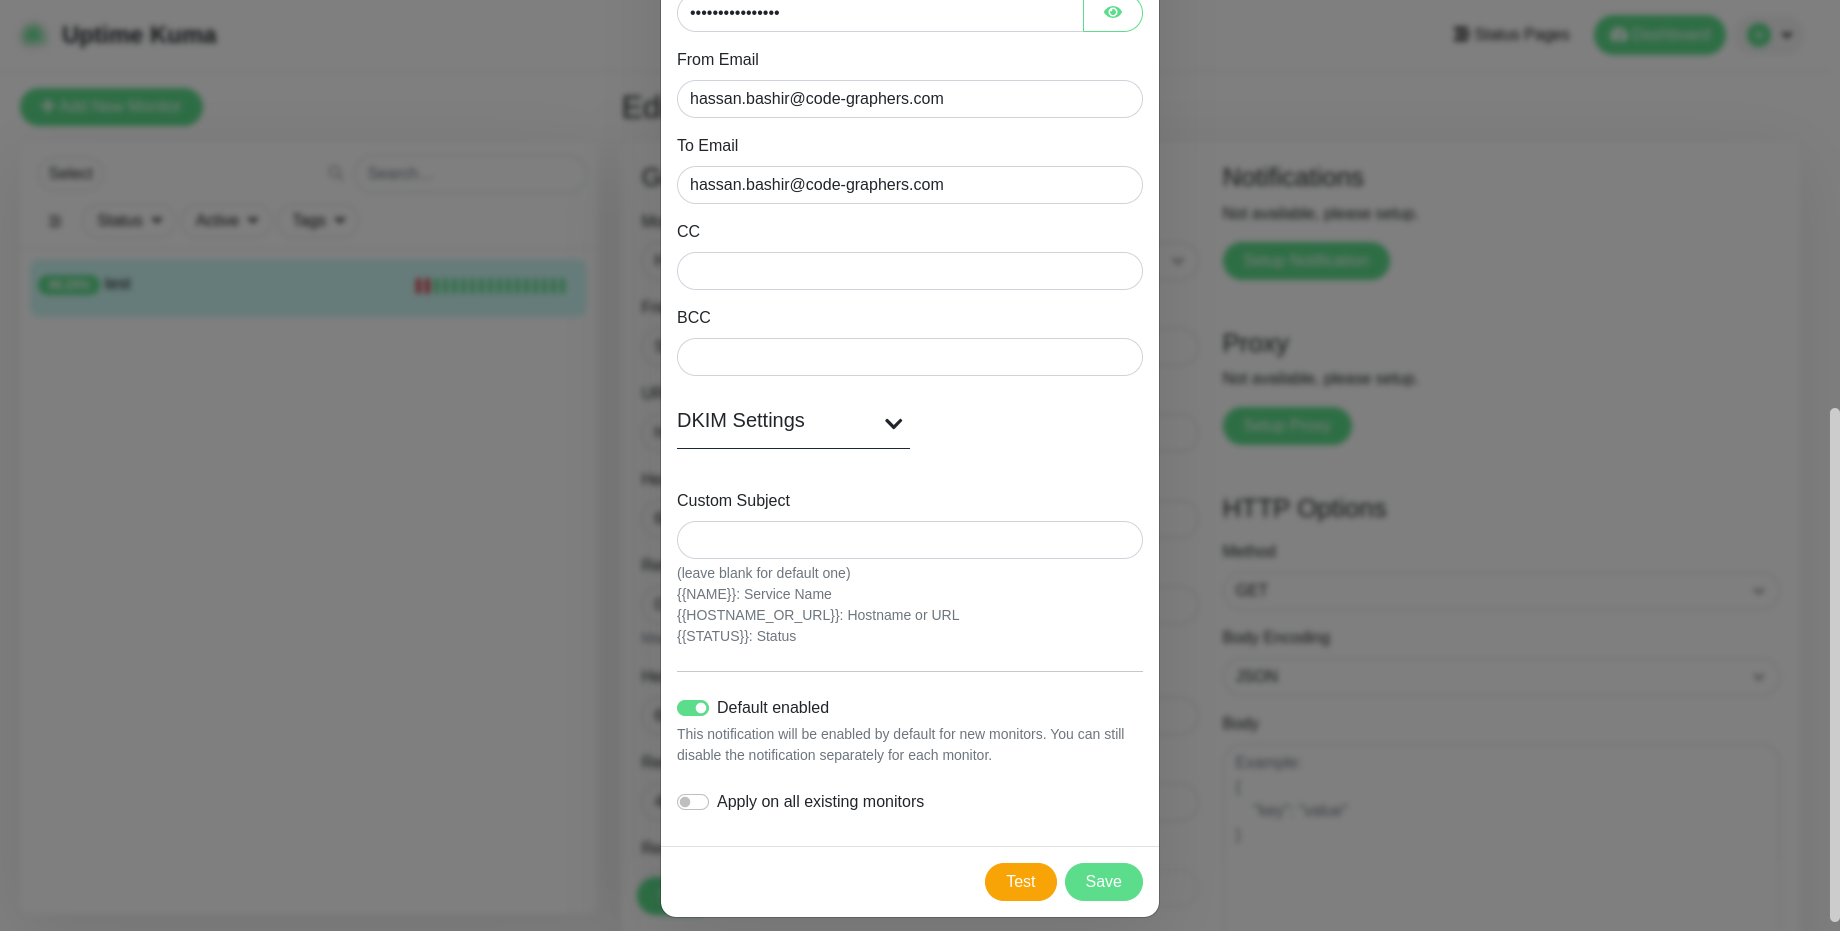 ••••••••••••••••
Uptime Kuma
Status Pages
Dashboard
From Email
+ Add New Monitor
hassan.bashir@code-graphers.com
To Email
Select
Search...
hassan.bashir@code-graphers.com
Notifications
Not available, please setup.
Status
Active
Tags
CC
Setup Notification
test
BCC
Proxy
Not available, please setup.
DKIM Settings
Setup Proxy
Custom Subject
HTTP Options
Method
(leave blank for default one)
{{NAME}}: Service Name
GET
{{HOSTNAME_OR_URL}}: Hostname or URL
{{STATUS}}: Status
Body Encoding
JSON
Default enabled
Body
This notification will be enabled by default for new monitors. You can still
disable the notification separately for each monitor.
Example:
{
"key": "value"
}
Apply on all existing monitors
Test
Save